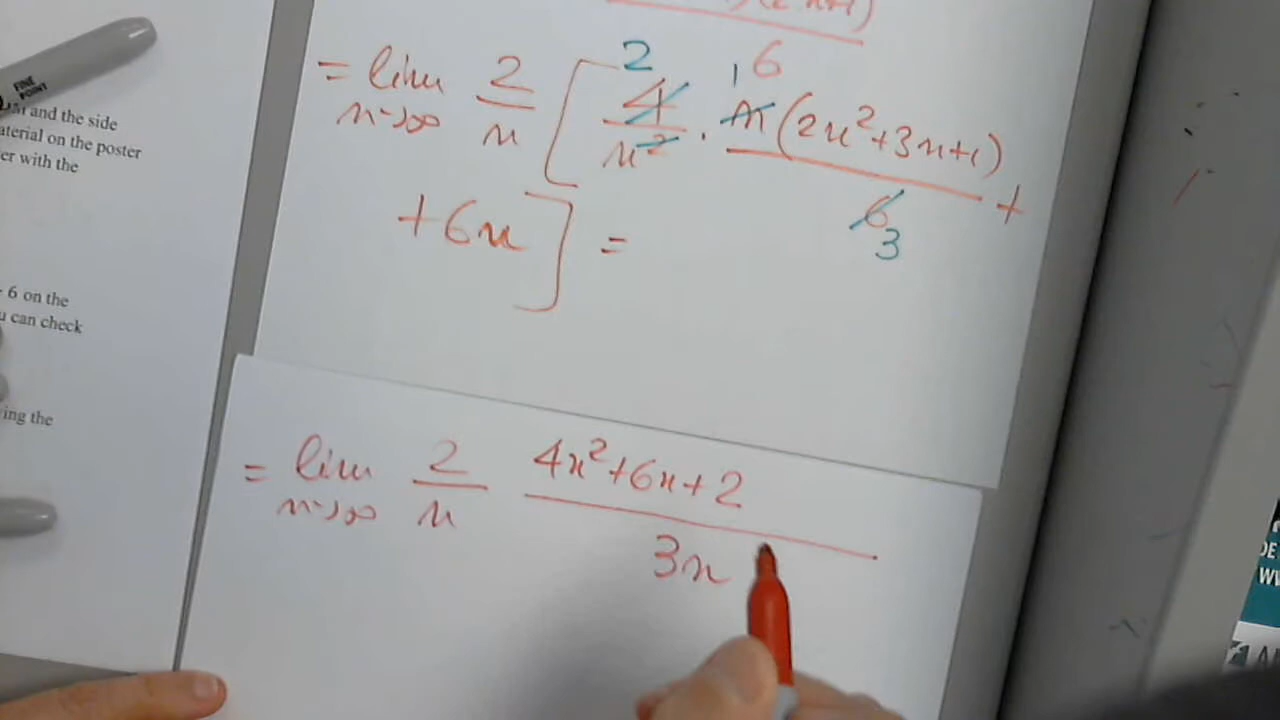 FINE
POINT
and the side
aterial on the poster
er with the
6 on the
u can check
ing the
6
= lim n→∞ 2/n [ 4/n² · n(2n²+3n+1)/6 +
2 1 3
+6n ] =
= lim n→∞ 2/n 4n²+6n+2 / 3n